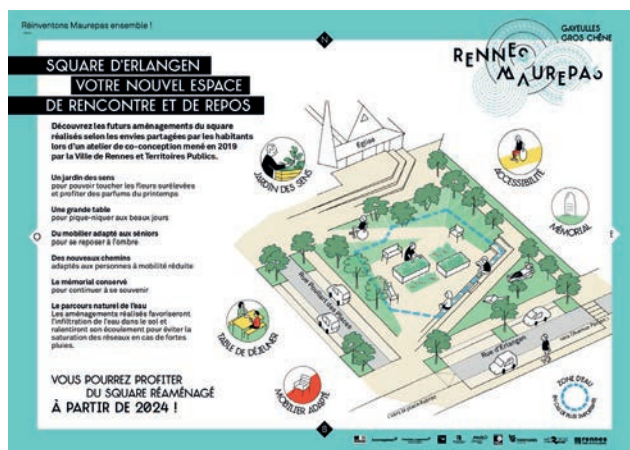 Réinventons Maurepas ensemble !
GAYEULLES
GROS CHÊNE
RENNES
MAUREPAS
SQUARE D'ERLANGEN
VOTRE NOUVEL ESPACE
DE RENCONTRE ET DE REPOS
Découvrez les futurs aménagements du square
réalisés selon les envies partagées par les habitants
lors d'un atelier de co-conception mené en 2019
par la Ville de Rennes et Territoires Publics.
Un jardin des sens
pour pouvoir toucher les fleurs surélevées
et profiter des parfums du printemps
Une grande table
pour pique-niquer aux beaux jours
Du mobilier adapté aux séniors
pour se reposer à l'ombre
Des nouveaux chemins
adaptés aux personnes à mobilité réduite
Le mémorial conservé
pour continuer à se souvenir
Le parcours naturel de l'eau
Les aménagements réalisés favoriseront
l'infiltration de l'eau dans le sol et
ralentiront son écoulement pour éviter la
saturation des réseaux en cas de fortes
pluies.
VOUS POURREZ PROFITER
DU SQUARE RÉAMÉNAGÉ
À PARTIR DE 2024 !
N
O
S
Eglise
JARDIN DES SENS
ACCESSIBILITÉ
MÉMORIAL
TABLE DE DÉJEUNER
MOBILIER ADAPTÉ
Rue d'Erlangen
ZONE D'EAU
EN CAS DE PLUIE IMPORTANTE
rennes